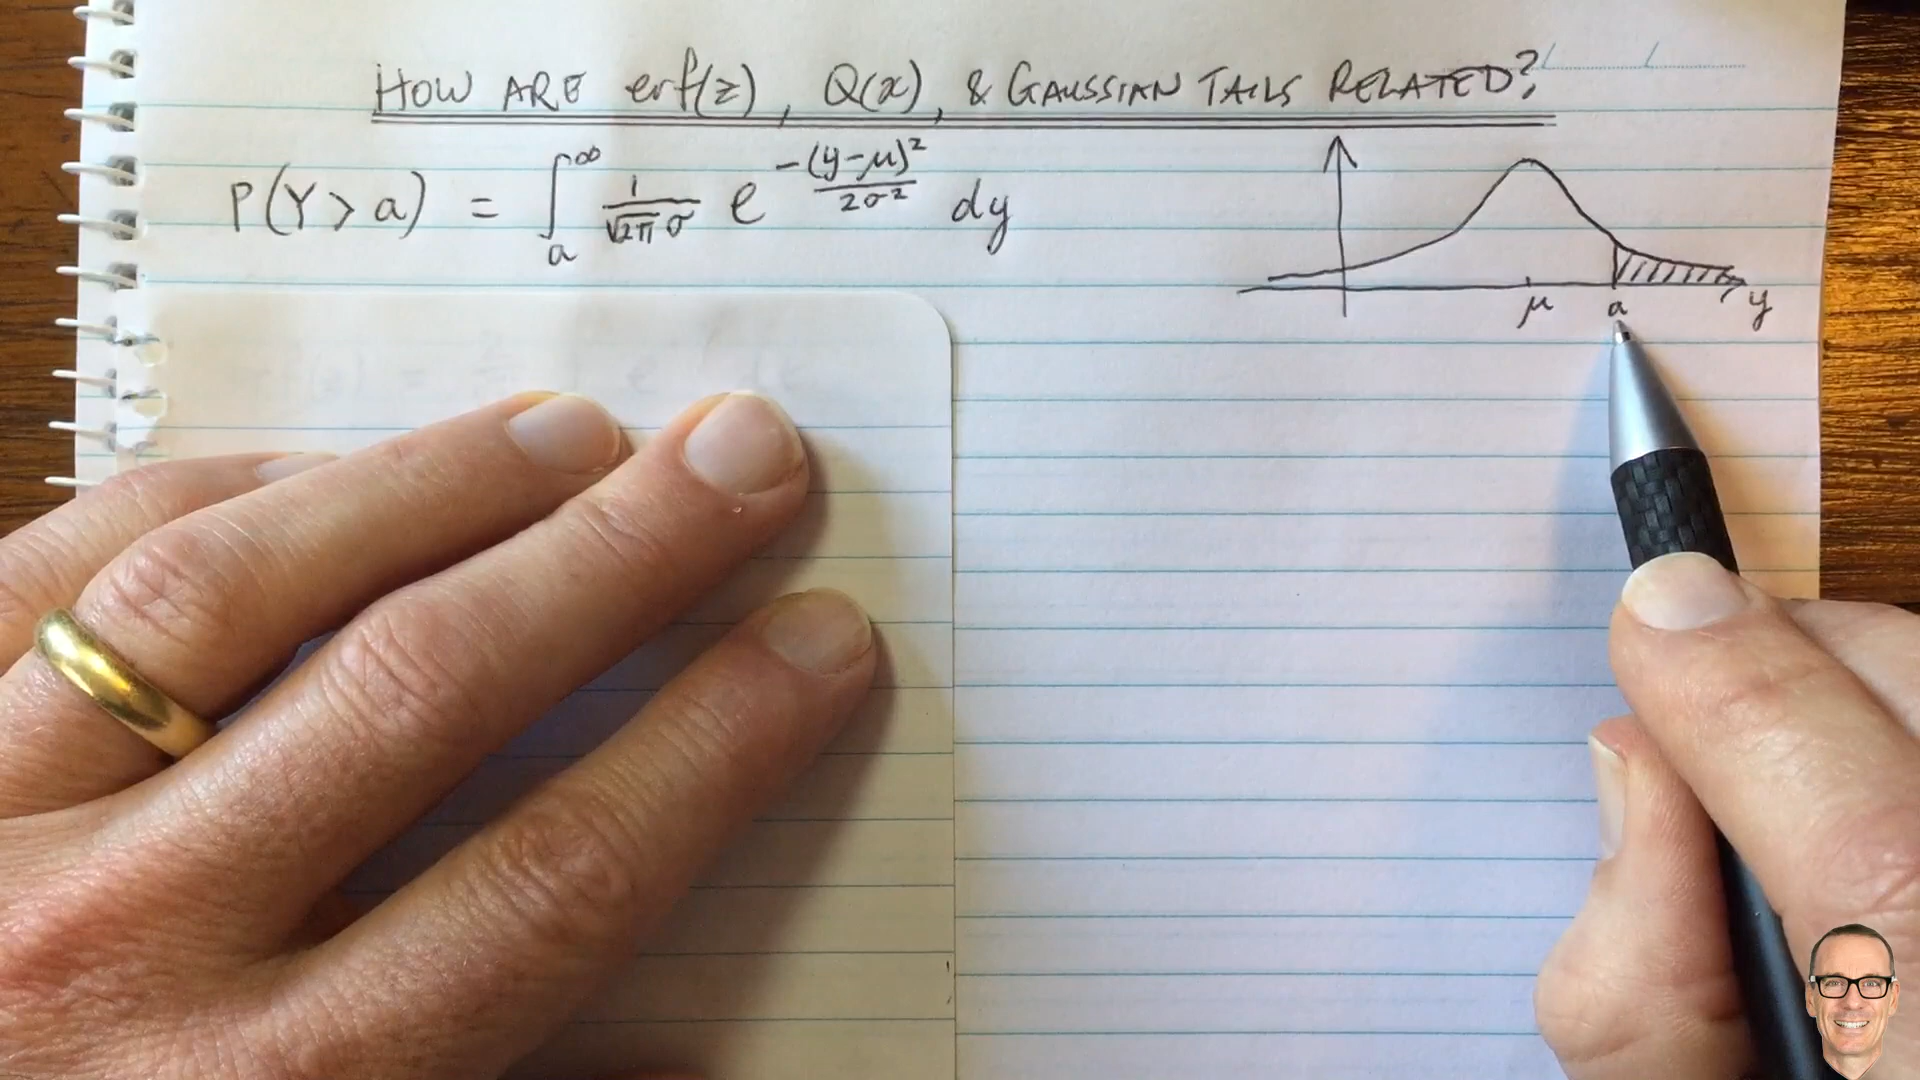 HOW ARE erf(z), Q(x), & GAUSSIAN TAILS RELATED?
P(Y > a) = ∫_a^∞ 1/(√2π σ) e^(-(y-μ)²/2σ²) dy
μ a y